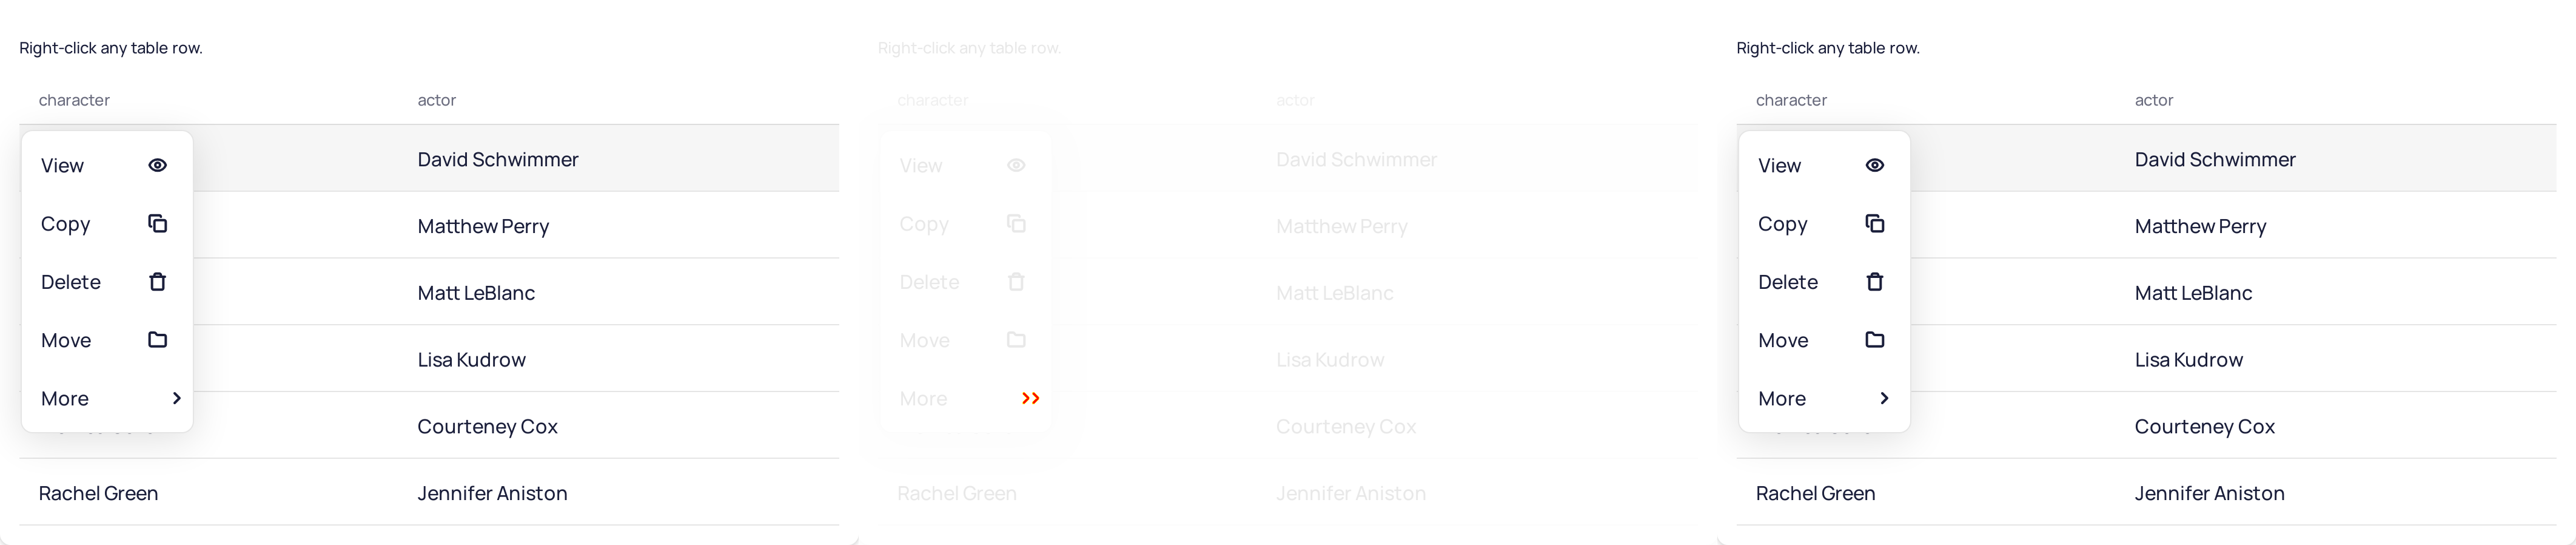 Right-click any table row.
character actor
View David Schwimmer
Copy Matthew Perry
Delete Matt LeBlanc
Move Lisa Kudrow
More Courteney Cox
Rachel Green Jennifer Aniston
Right-click any table row.
character actor
View David Schwimmer
Copy Matthew Perry
Delete Matt LeBlanc
Move Lisa Kudrow
More Courteney Cox
Rachel Green Jennifer Aniston
Right-click any table row.
character actor
View David Schwimmer
Copy Matthew Perry
Delete Matt LeBlanc
Move Lisa Kudrow
More Courteney Cox
Rachel Green Jennifer Aniston